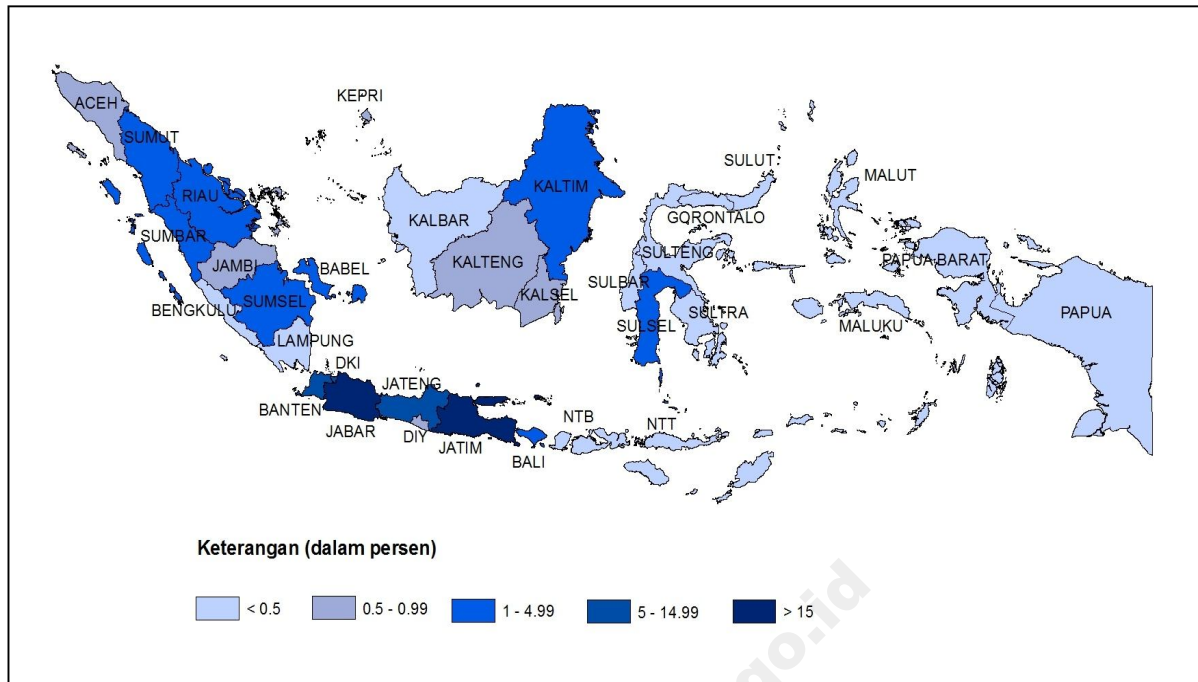 ACEH
KEPRI
SUMUT
SULUT
MALUT
RIAU
KALTIM
KALBAR
GORONTALO
SUMBAR
SULTENG
JAMBI
KALTENG
PAPUA BARAT
BABEL
SULBAR
KALSEL
BENGKULU
SUMSEL
SULTRA
PAPUA
SULSEL
MALUKU
LAMPUNG
DKI
JATENG
BANTEN
NTB
NTT
JABAR
DIY
JATIM
BALI
Keterangan (dalam persen)
< 0.5
0.5 - 0.99
1 - 4.99
5 - 14.99
> 15
go.id